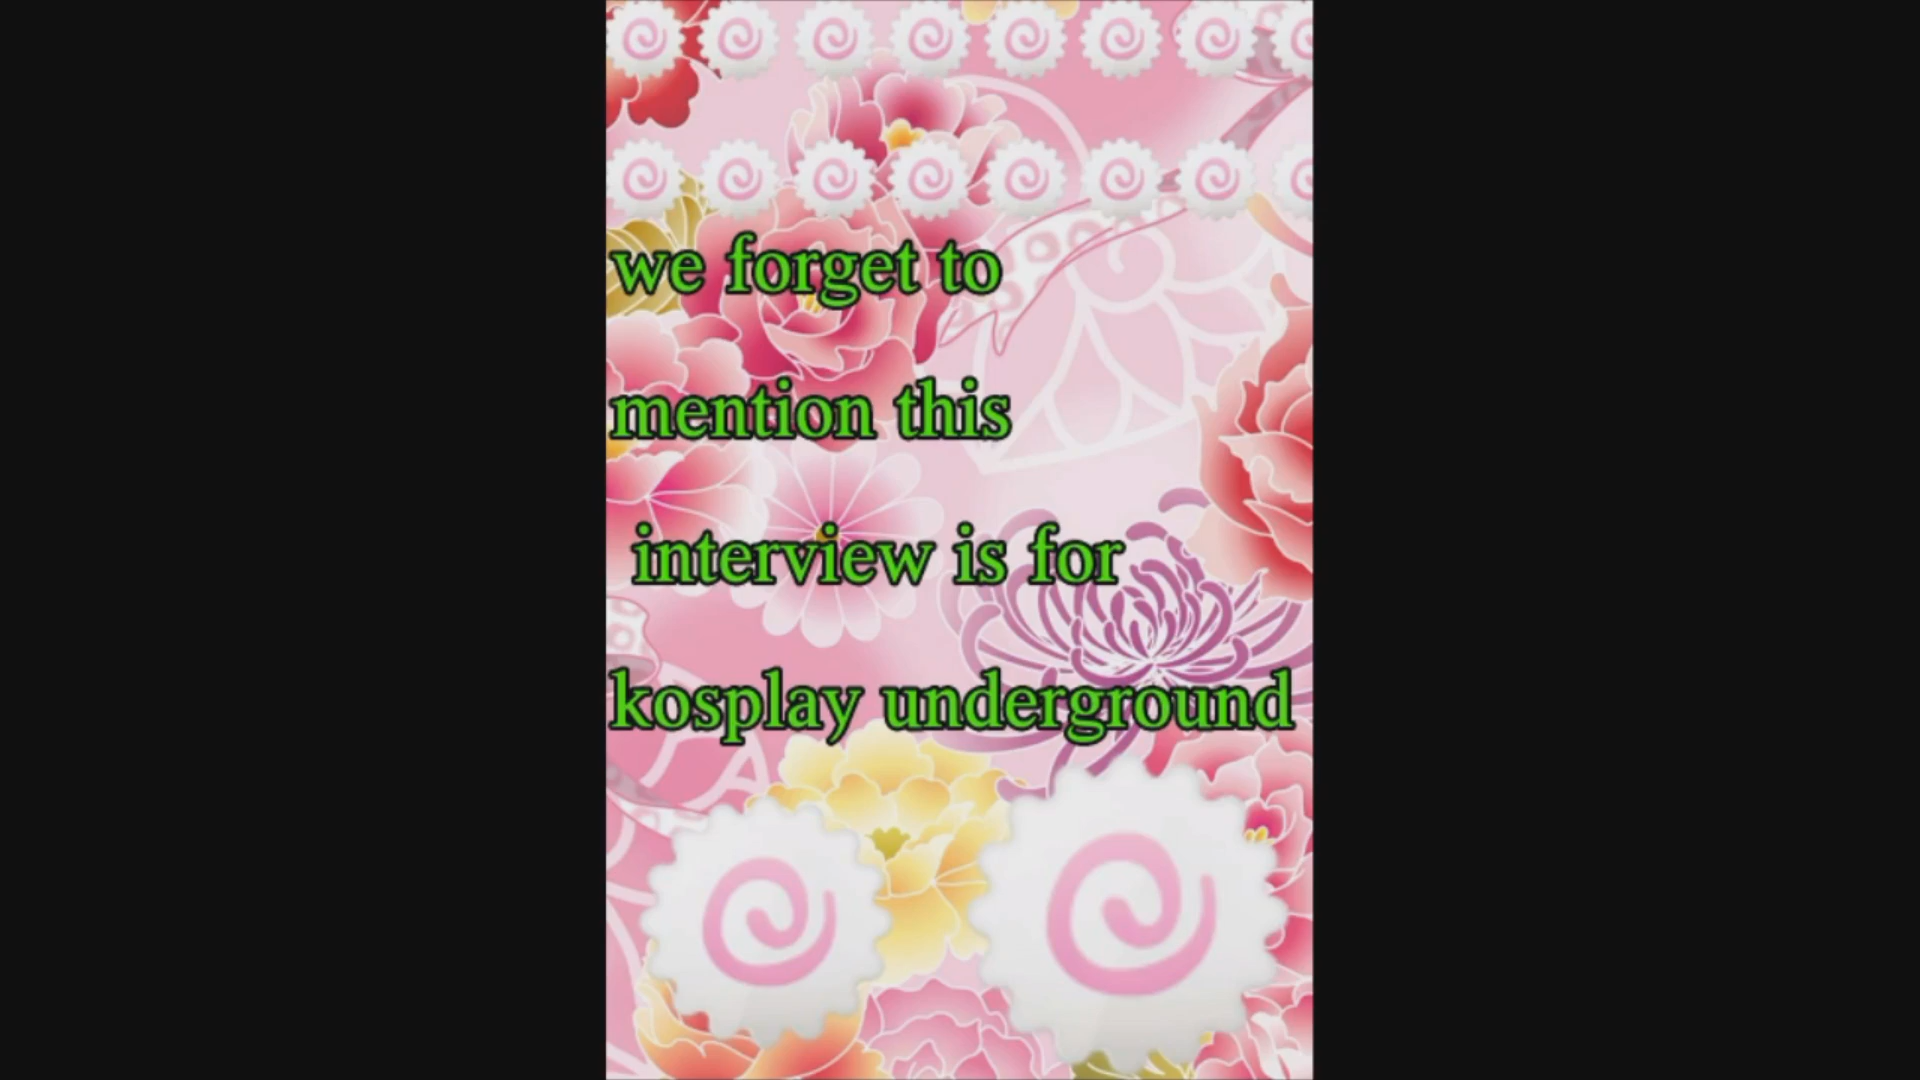 we forget to
mention this
interview is for
kosplay underground